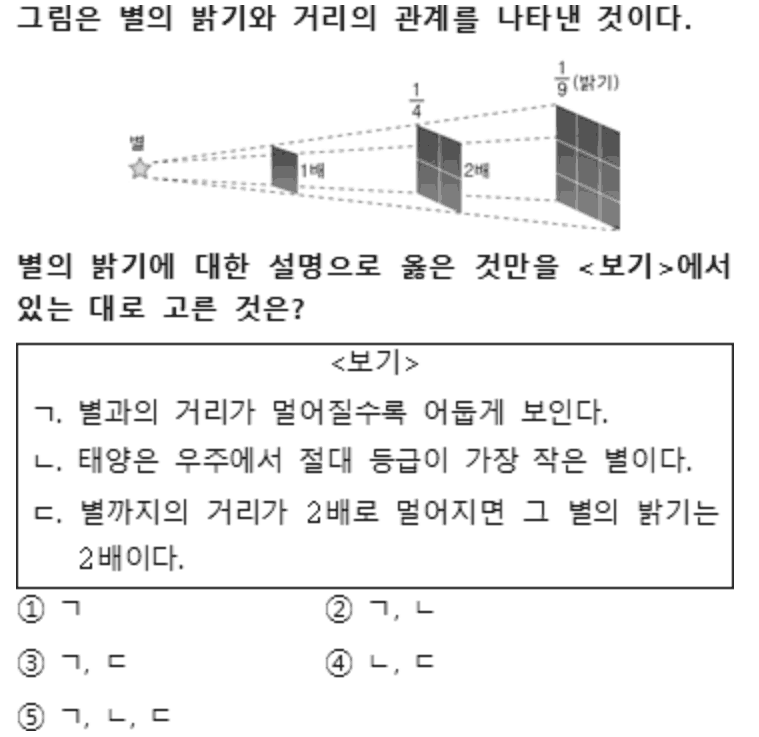 그림은 별의 밝기와 거리의 관계를 나타낸 것이다.
1/9 (밝기)
1/4
별
1배
2배
별의 밝기에 대한 설명으로 옳은 것만을 <보기>에서
있는 대로 고른 것은?
<보기>
ㄱ. 별과의 거리가 멀어질수록 어둡게 보인다.
ㄴ. 태양은 우주에서 절대 등급이 가장 작은 별이다.
ㄷ. 별까지의 거리가 2배로 멀어지면 그 별의 밝기는
2배이다.
① ㄱ ② ㄱ, ㄴ
③ ㄱ, ㄷ ④ ㄴ, ㄷ
⑤ ㄱ, ㄴ, ㄷ